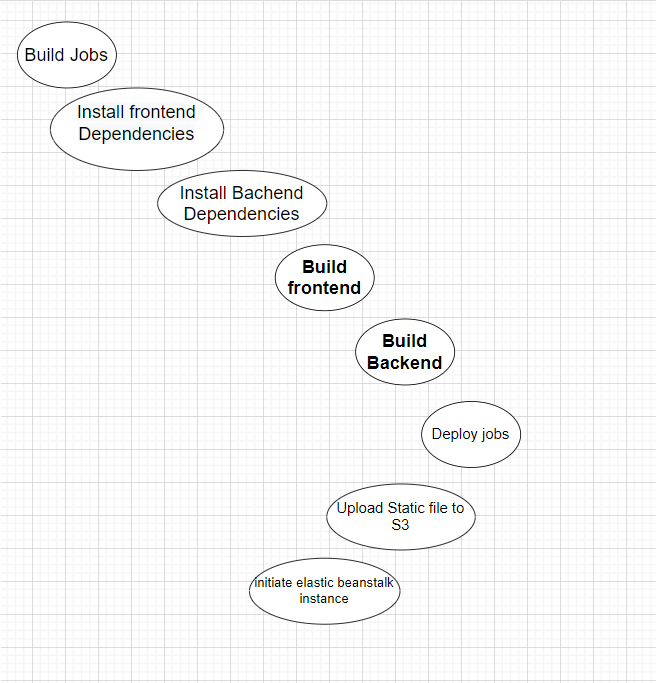 Build Jobs
Install frontend
Dependencies
Install Bachend
Dependencies
Build
frontend
Build
Backend
Deploy jobs
Upload Static file to
S3
initiate elastic beanstalk
instance